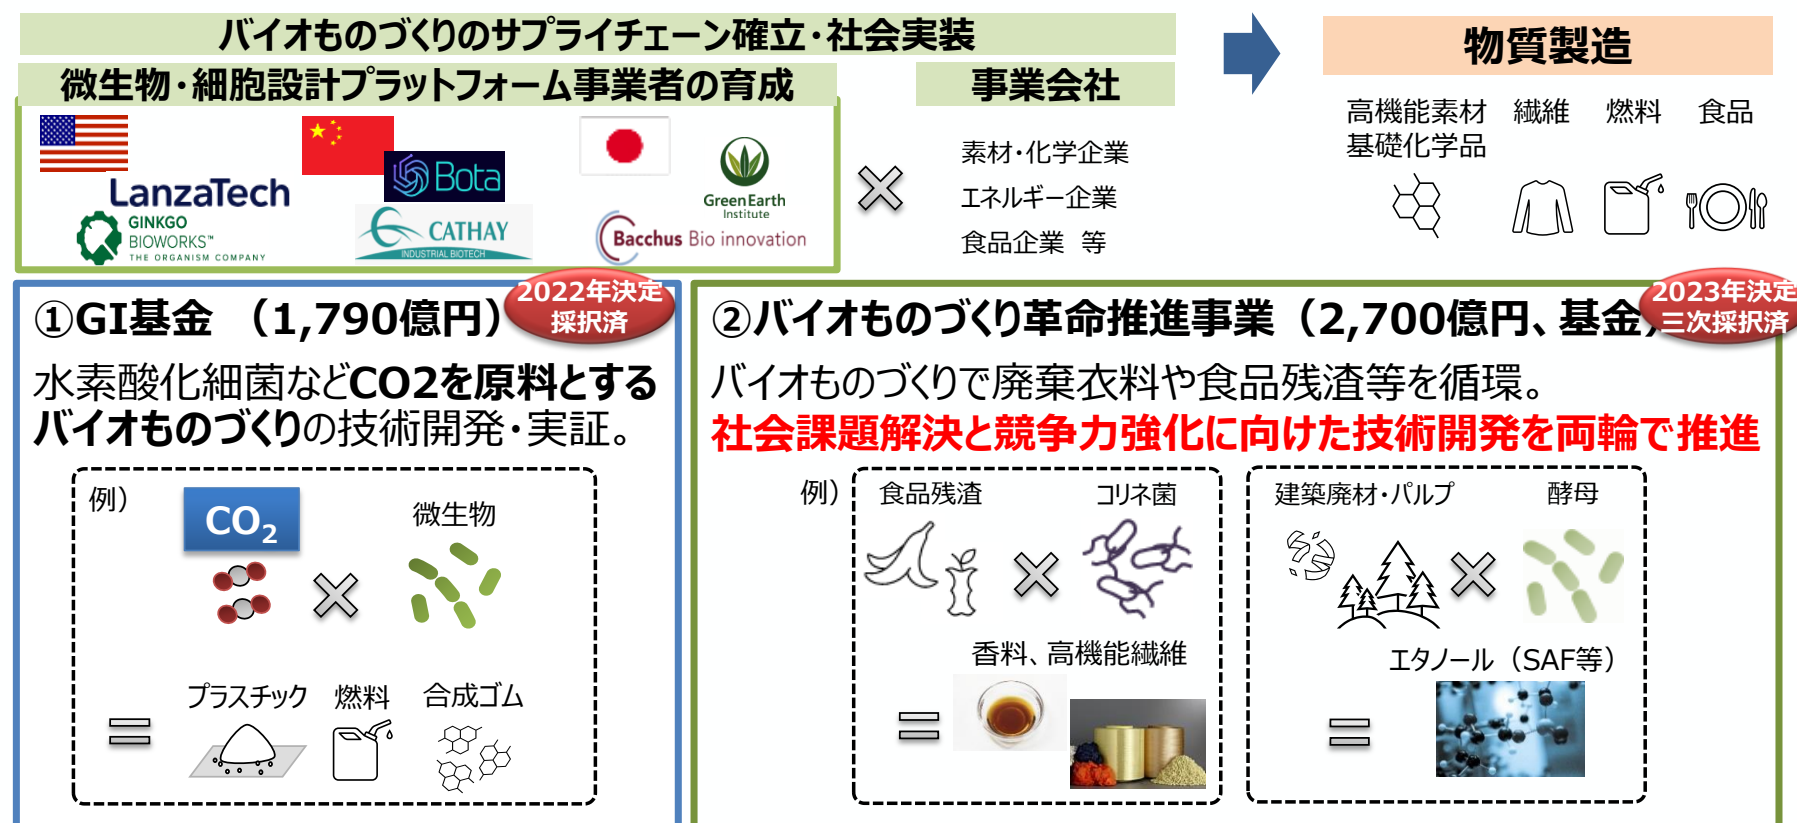 バイオものづくりのサプライチェーン確立・社会実装
物質製造
微生物・細胞設計プラットフォーム事業者の育成
事業会社
LanzaTech
GINKGO
BIOWORKS™
THE ORGANISM COMPANY
Bota
CATHAY
INDUSTRIAL BIOTECH
Green Earth
Institute
Bacchus Bio innovation
素材・化学企業
エネルギー企業
食品企業 等
高機能素材
基礎化学品
繊維
燃料
食品
①GI基金 (1,790億円)
2022年決定
採択済
水素酸化細菌などCO2を原料とする
バイオものづくりの技術開発・実証。
例)
CO2
微生物
プラスチック
燃料
合成ゴム
②バイオものづくり革命推進事業(2,700億円、基金)
2023年決定
三次採択済
バイオものづくりで廃棄衣料や食品残渣等を循環。
社会課題解決と競争力強化に向けた技術開発を両輪で推進
例)
食品残渣
コリネ菌
香料、高機能繊維
建築廃材・パルプ
酵母
エタノール(SAF等)